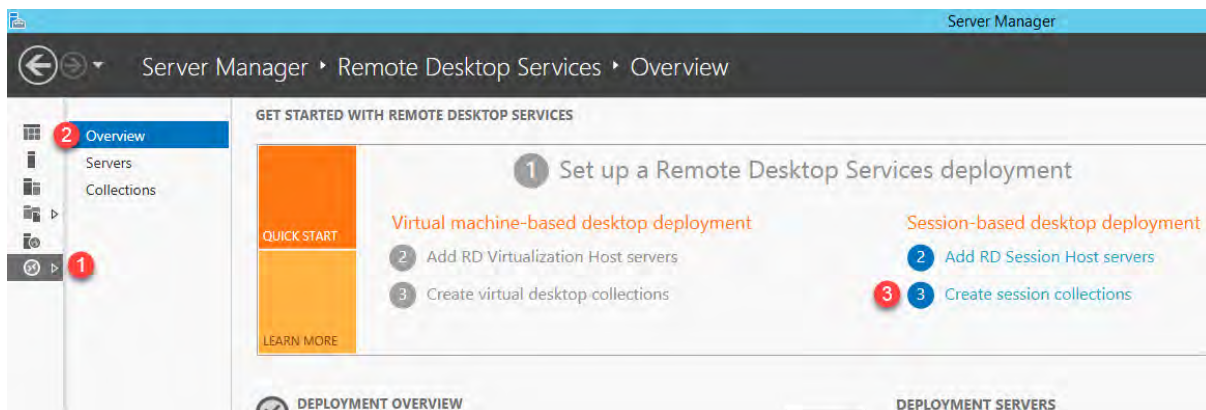 Server Manager
Server Manager ‣ Remote Desktop Services ‣ Overview
GET STARTED WITH REMOTE DESKTOP SERVICES
2 Overview
Servers
Collections
1
1 Set up a Remote Desktop Services deployment
QUICK START
LEARN MORE
Virtual machine-based desktop deployment
2 Add RD Virtualization Host servers
3 Create virtual desktop collections
Session-based desktop deployment
2 Add RD Session Host servers
3 3 Create session collections
DEPLOYMENT OVERVIEW
DEPLOYMENT SERVERS